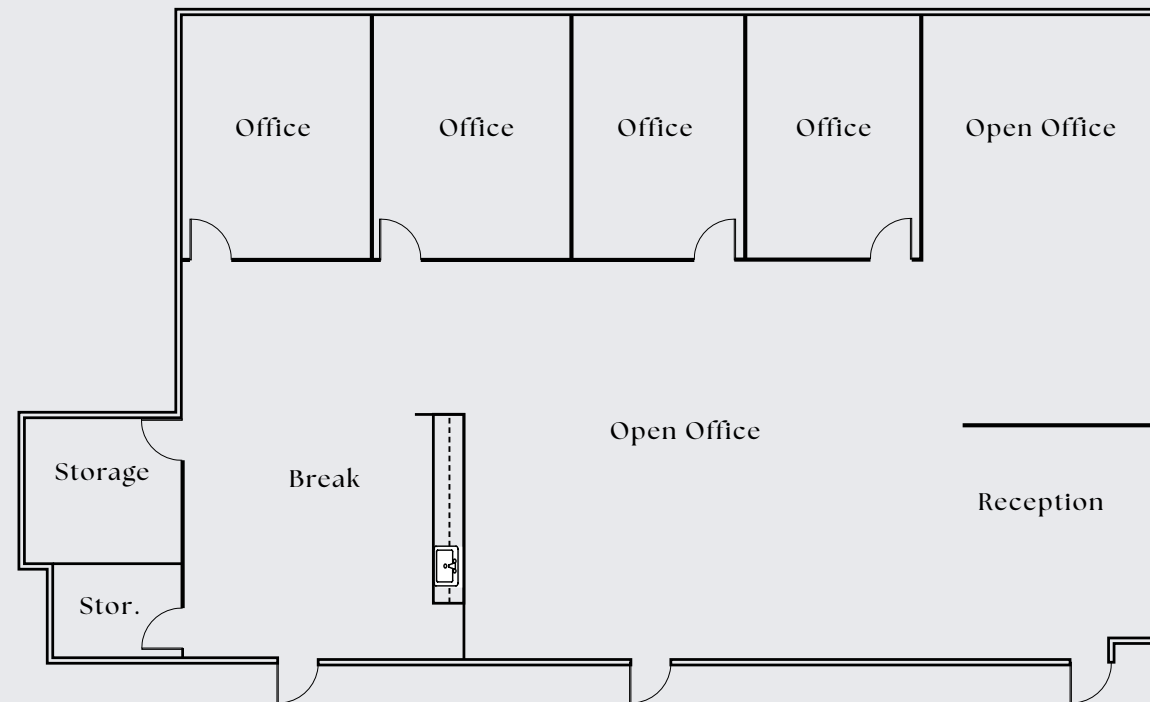 Office
Office
Office
Office
Open Office
Open Office
Storage
Break
Reception
Stor.